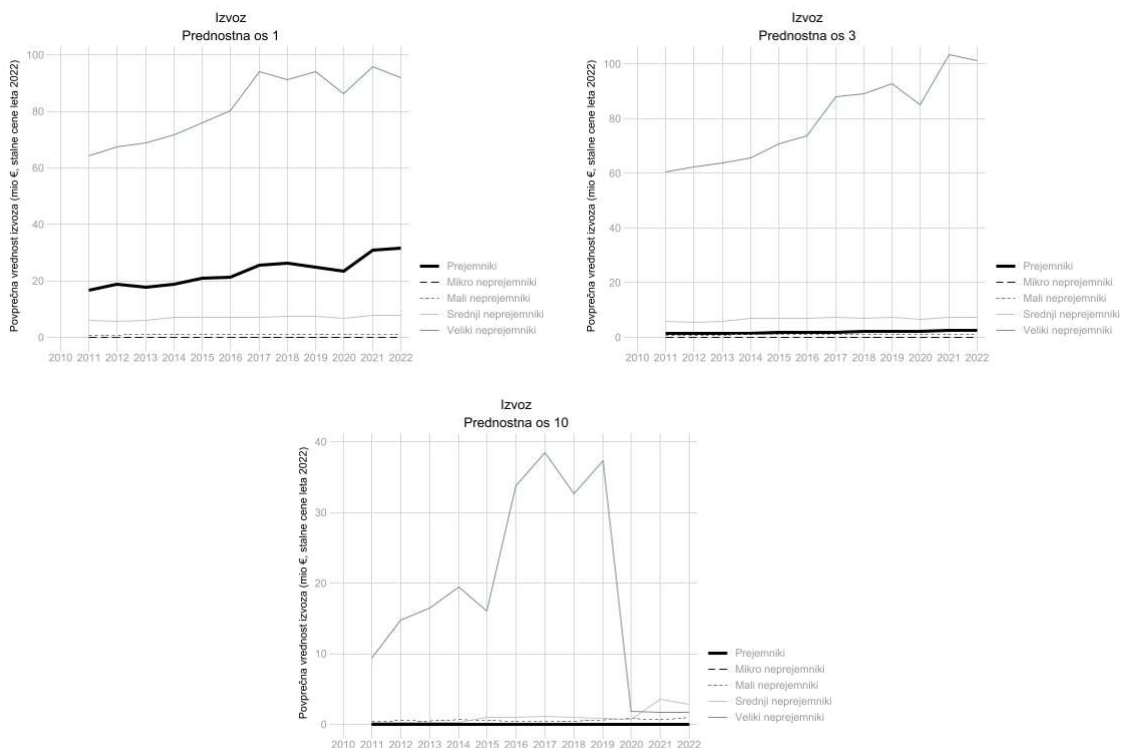 Izvoz
Prednostna os 1
Povprečna vrednost izvoza (mio €, stalne cene leta 2022)
100
80
60
40
20
0
2010 2011 2012 2013 2014 2015 2016 2017 2018 2019 2020 2021 2022
Prejemniki
Mikro neprejemniki
Mali neprejemniki
Srednji neprejemniki
Veliki neprejemniki
Izvoz
Prednostna os 3
Povprečna vrednost izvoza (mio €, stalne cene leta 2022)
100
80
60
40
20
0
2010 2011 2012 2013 2014 2015 2016 2017 2018 2019 2020 2021 2022
Prejemniki
Mikro neprejemniki
Mali neprejemniki
Srednji neprejemniki
Veliki neprejemniki
Izvoz
Prednostna os 10
Povprečna vrednost izvoza (mio €, stalne cene leta 2022)
40
30
20
10
0
2010 2011 2012 2013 2014 2015 2016 2017 2018 2019 2020 2021 2022
Prejemniki
Mikro neprejemniki
Mali neprejemniki
Srednji neprejemniki
Veliki neprejemniki